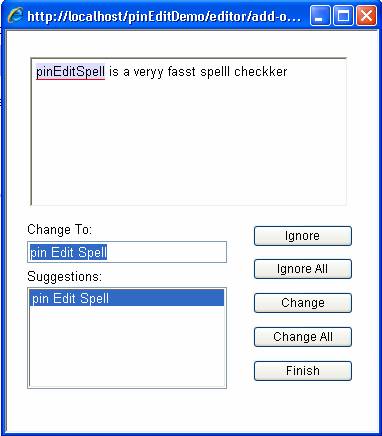 http://localhost/pinEditDemo/editor/add-o...
pinEditSpell is a veryy fasst spelll checkker
Change To:
pin Edit Spell
Suggestions:
pin Edit Spell
Ignore
Ignore All
Change
Change All
Finish